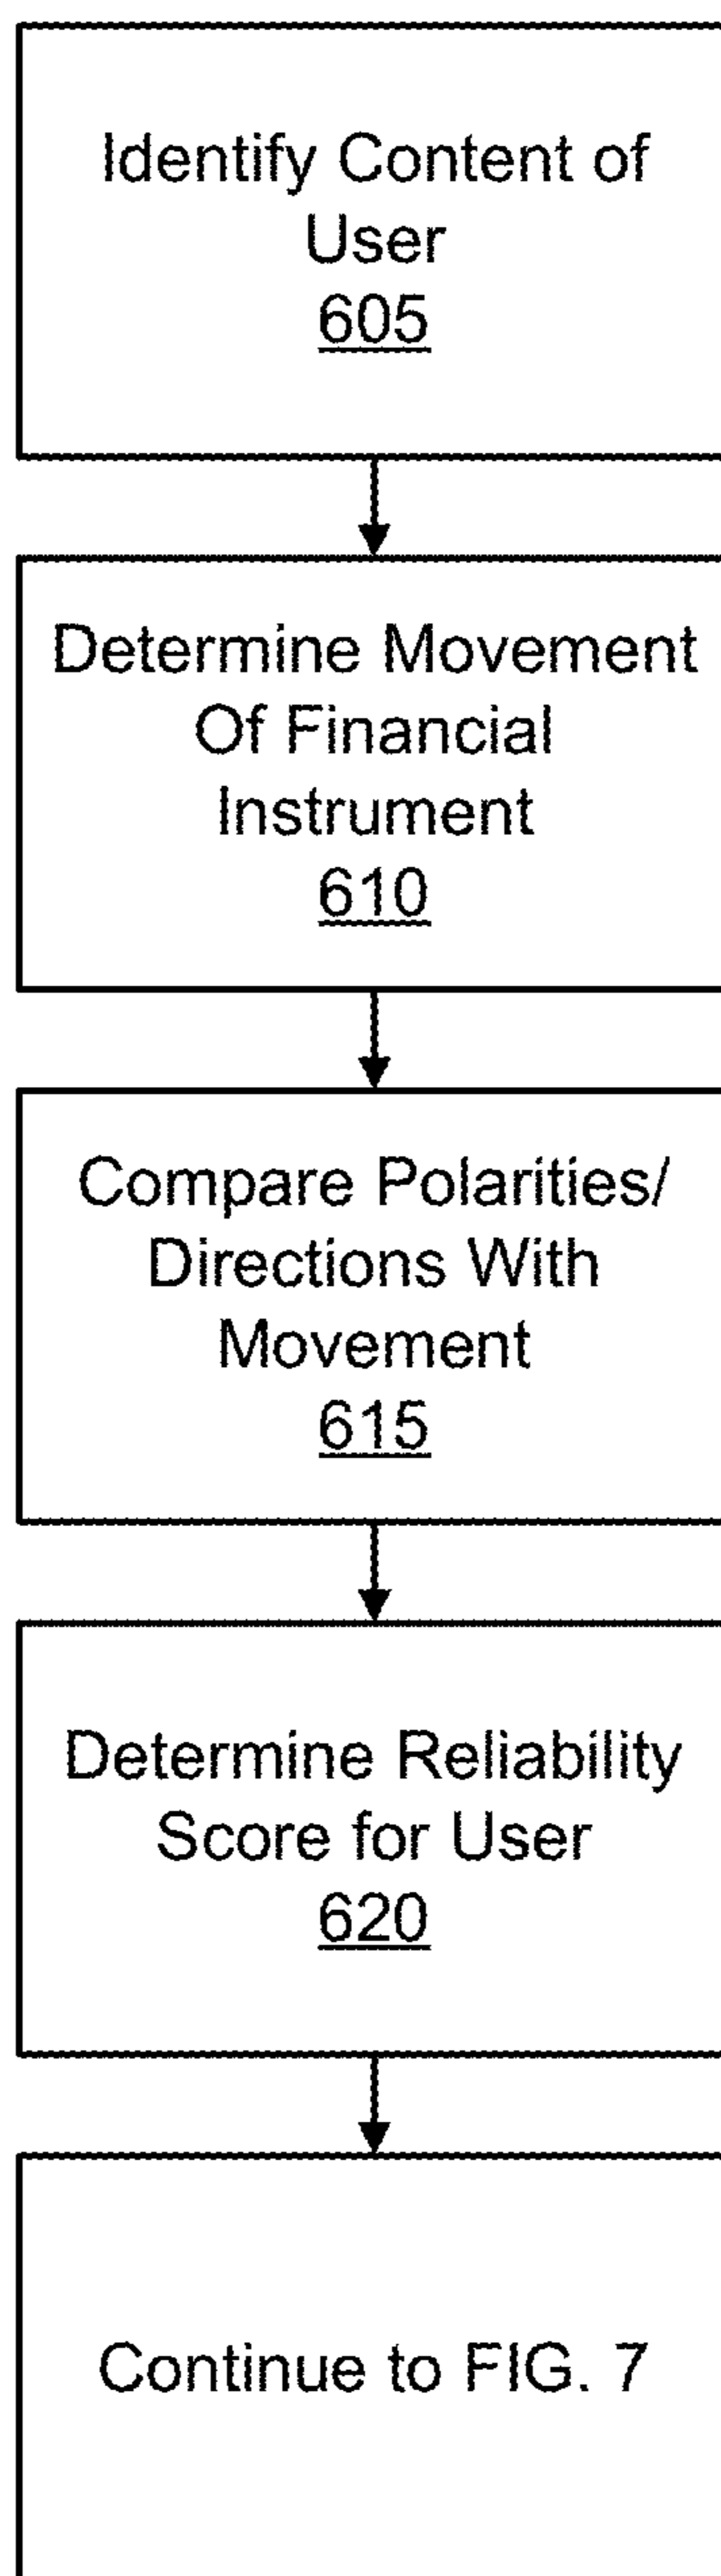 Identify Content of
User
605
Determine Movement
Of Financial
Instrument
610
Compare Polarities/
Directions With
Movement
615
Determine Reliability
Score for User
620
Continue to FIG. 7